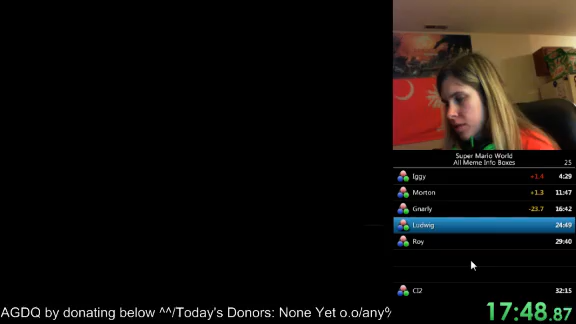 Super Mario World
All Meme Info Boxes
25
Iggy +1.4 4:29
Morton +1.3 11:47
Gnarly -23.7 16:42
Ludwig 24:49
Roy 29:40
CI2 32:15
17:48.87
AGDQ by donating below ^^/Today's Donors: None Yet o.o/any%